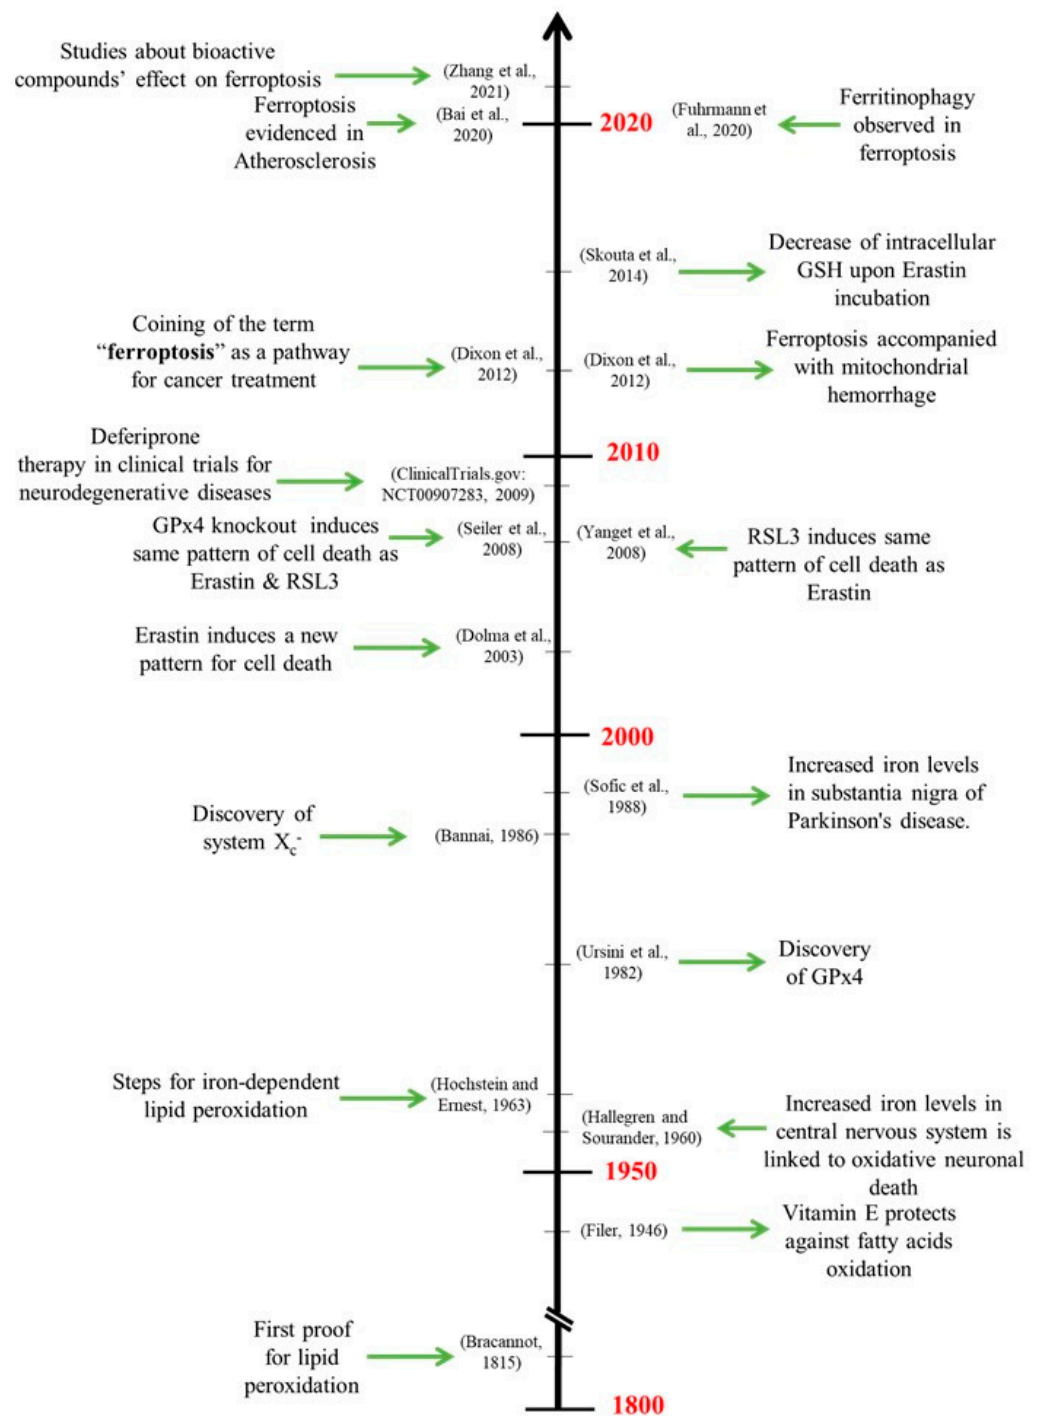 Studies about bioactive
compounds’ effect on ferroptosis
(Zhang et al.,
2021)
Ferroptosis
evidenced in
Atherosclerosis
(Bai et al.,
2020)
2020
(Fuhrmann et
al., 2020)
Ferritinophagy
observed in
ferroptosis
(Skouta et al.,
2014)
Decrease of intracellular
GSH upon Erastin
incubation
Coining of the term
“ferroptosis” as a pathway
for cancer treatment
(Dixon et al.,
2012)
(Dixon et al.,
2012)
Ferroptosis accompanied
with mitochondrial
hemorrhage
2010
Deferiprone
therapy in clinical trials for
neurodegenerative diseases
(ClinicalTrials.gov:
NCT00907283, 2009)
GPx4 knockout induces
same pattern of cell death as
Erastin & RSL3
(Seiler et al.,
2008)
(Yanget et al.,
2008)
RSL3 induces same
pattern of cell death as
Erastin
Erastin induces a new
pattern for cell death
(Dolma et al.,
2003)
2000
(Sofic et al.,
1988)
Increased iron levels
in substantia nigra of
Parkinson's disease.
Discovery of
system Xc-
(Bannai, 1986)
(Ursini et al.,
1982)
Discovery
of GPx4
Steps for iron-dependent
lipid peroxidation
(Hochstein and
Ernest, 1963)
(Hallegren and
Sourander, 1960)
Increased iron levels in
central nervous system is
linked to oxidative neuronal
death
1950
(Filer, 1946)
Vitamin E protects
against fatty acids
oxidation
First proof
for lipid
peroxidation
(Bracannot,
1815)
1800